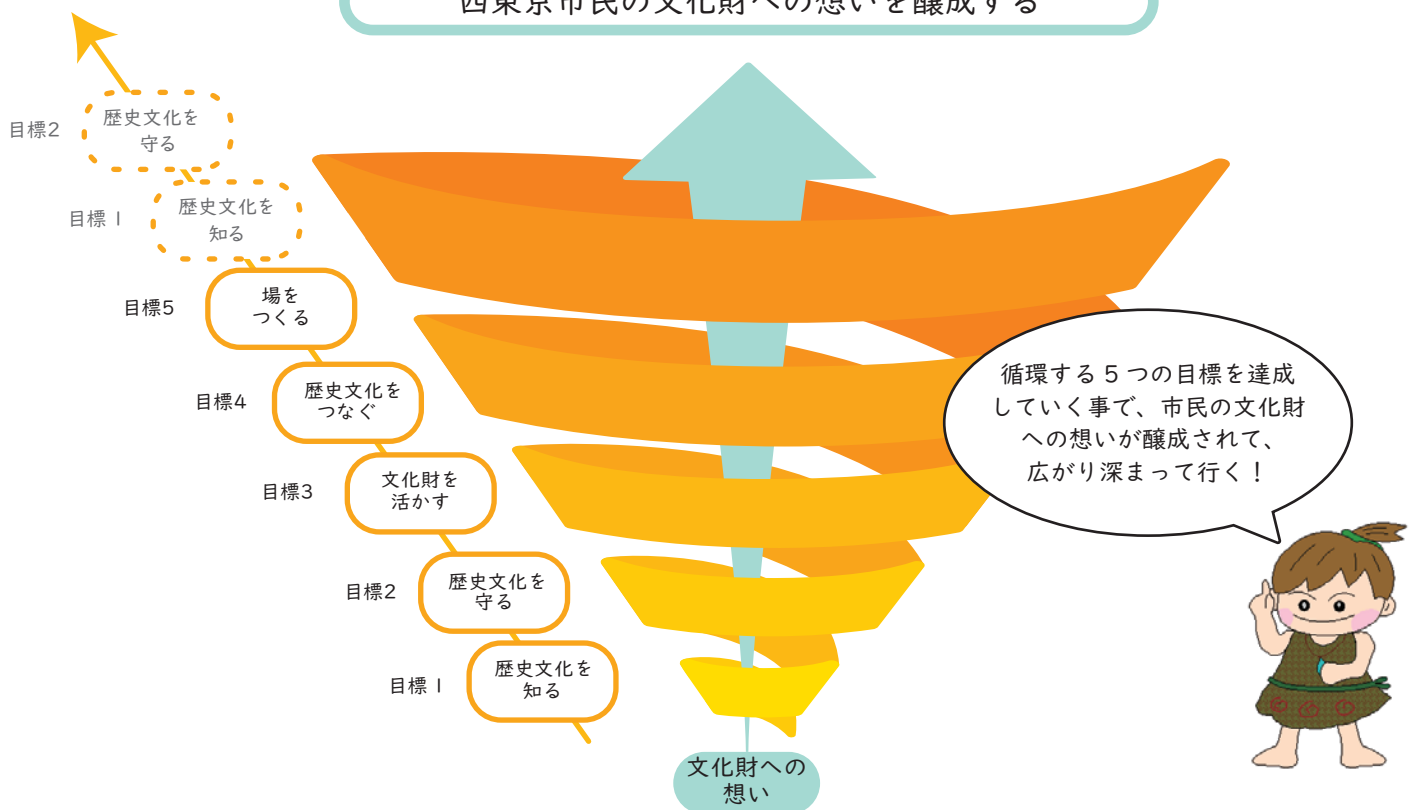 西東京市民の文化財への想いを醸成する
目標2
歴史文化を
守る
目標1
歴史文化を
知る
目標5
場を
つくる
目標4
歴史文化を
つなぐ
目標3
文化財を
活かす
目標2
歴史文化を
守る
目標1
歴史文化を
知る
循環する5つの目標を達成
していく事で、市民の文化財
への想いが醸成されて、
広がり深まって行く！
文化財への
想い